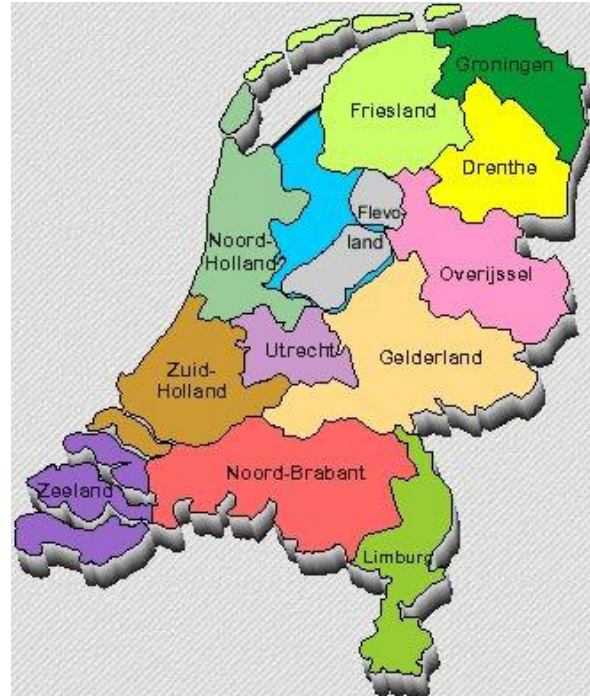 Groningen
Friesland
Drenthe
Flevo
land
Noord-
Holland
Overijssel
Utrecht
Gelderland
Zuid-
Holland
Noord-Brabant
Zeeland
Limburg